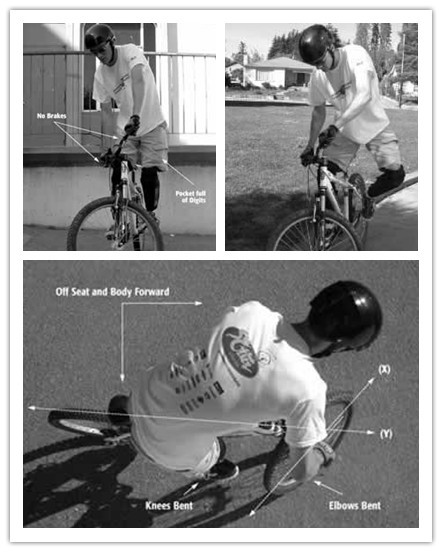 No Brakes
Pocket full
of Digits
Off Seat and Body Forward
(X)
(Y)
Knees Bent
Elbows Bent